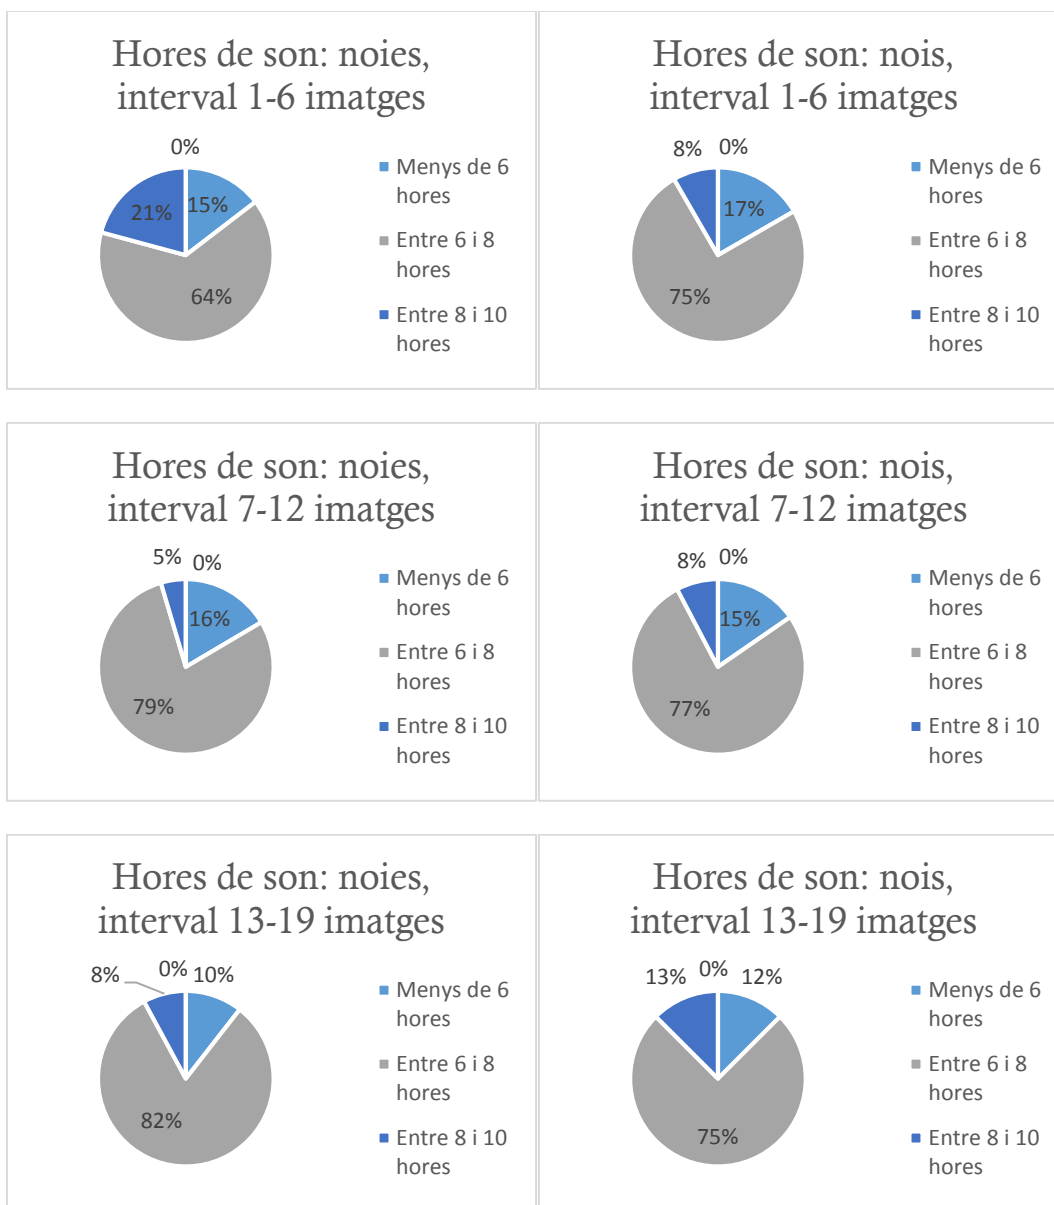 Hores de son: noies,
interval 1-6 imatges
0%
21%
15%
64%
Menys de 6
hores
Entre 6 i 8
hores
Entre 8 i 10
hores
Hores de son: nois,
interval 1-6 imatges
8% 0%
17%
75%
Menys de 6
hores
Entre 6 i 8
hores
Entre 8 i 10
hores
Hores de son: noies,
interval 7-12 imatges
5% 0%
16%
79%
Menys de 6
hores
Entre 6 i 8
hores
Entre 8 i 10
hores
Hores de son: nois,
interval 7-12 imatges
8% 0%
15%
77%
Menys de 6
hores
Entre 6 i 8
hores
Entre 8 i 10
hores
Hores de son: noies,
interval 13-19 imatges
8% 0% 10%
82%
Menys de 6
hores
Entre 6 i 8
hores
Entre 8 i 10
hores
Hores de son: nois,
interval 13-19 imatges
13% 0% 12%
75%
Menys de 6
hores
Entre 6 i 8
hores
Entre 8 i 10
hores